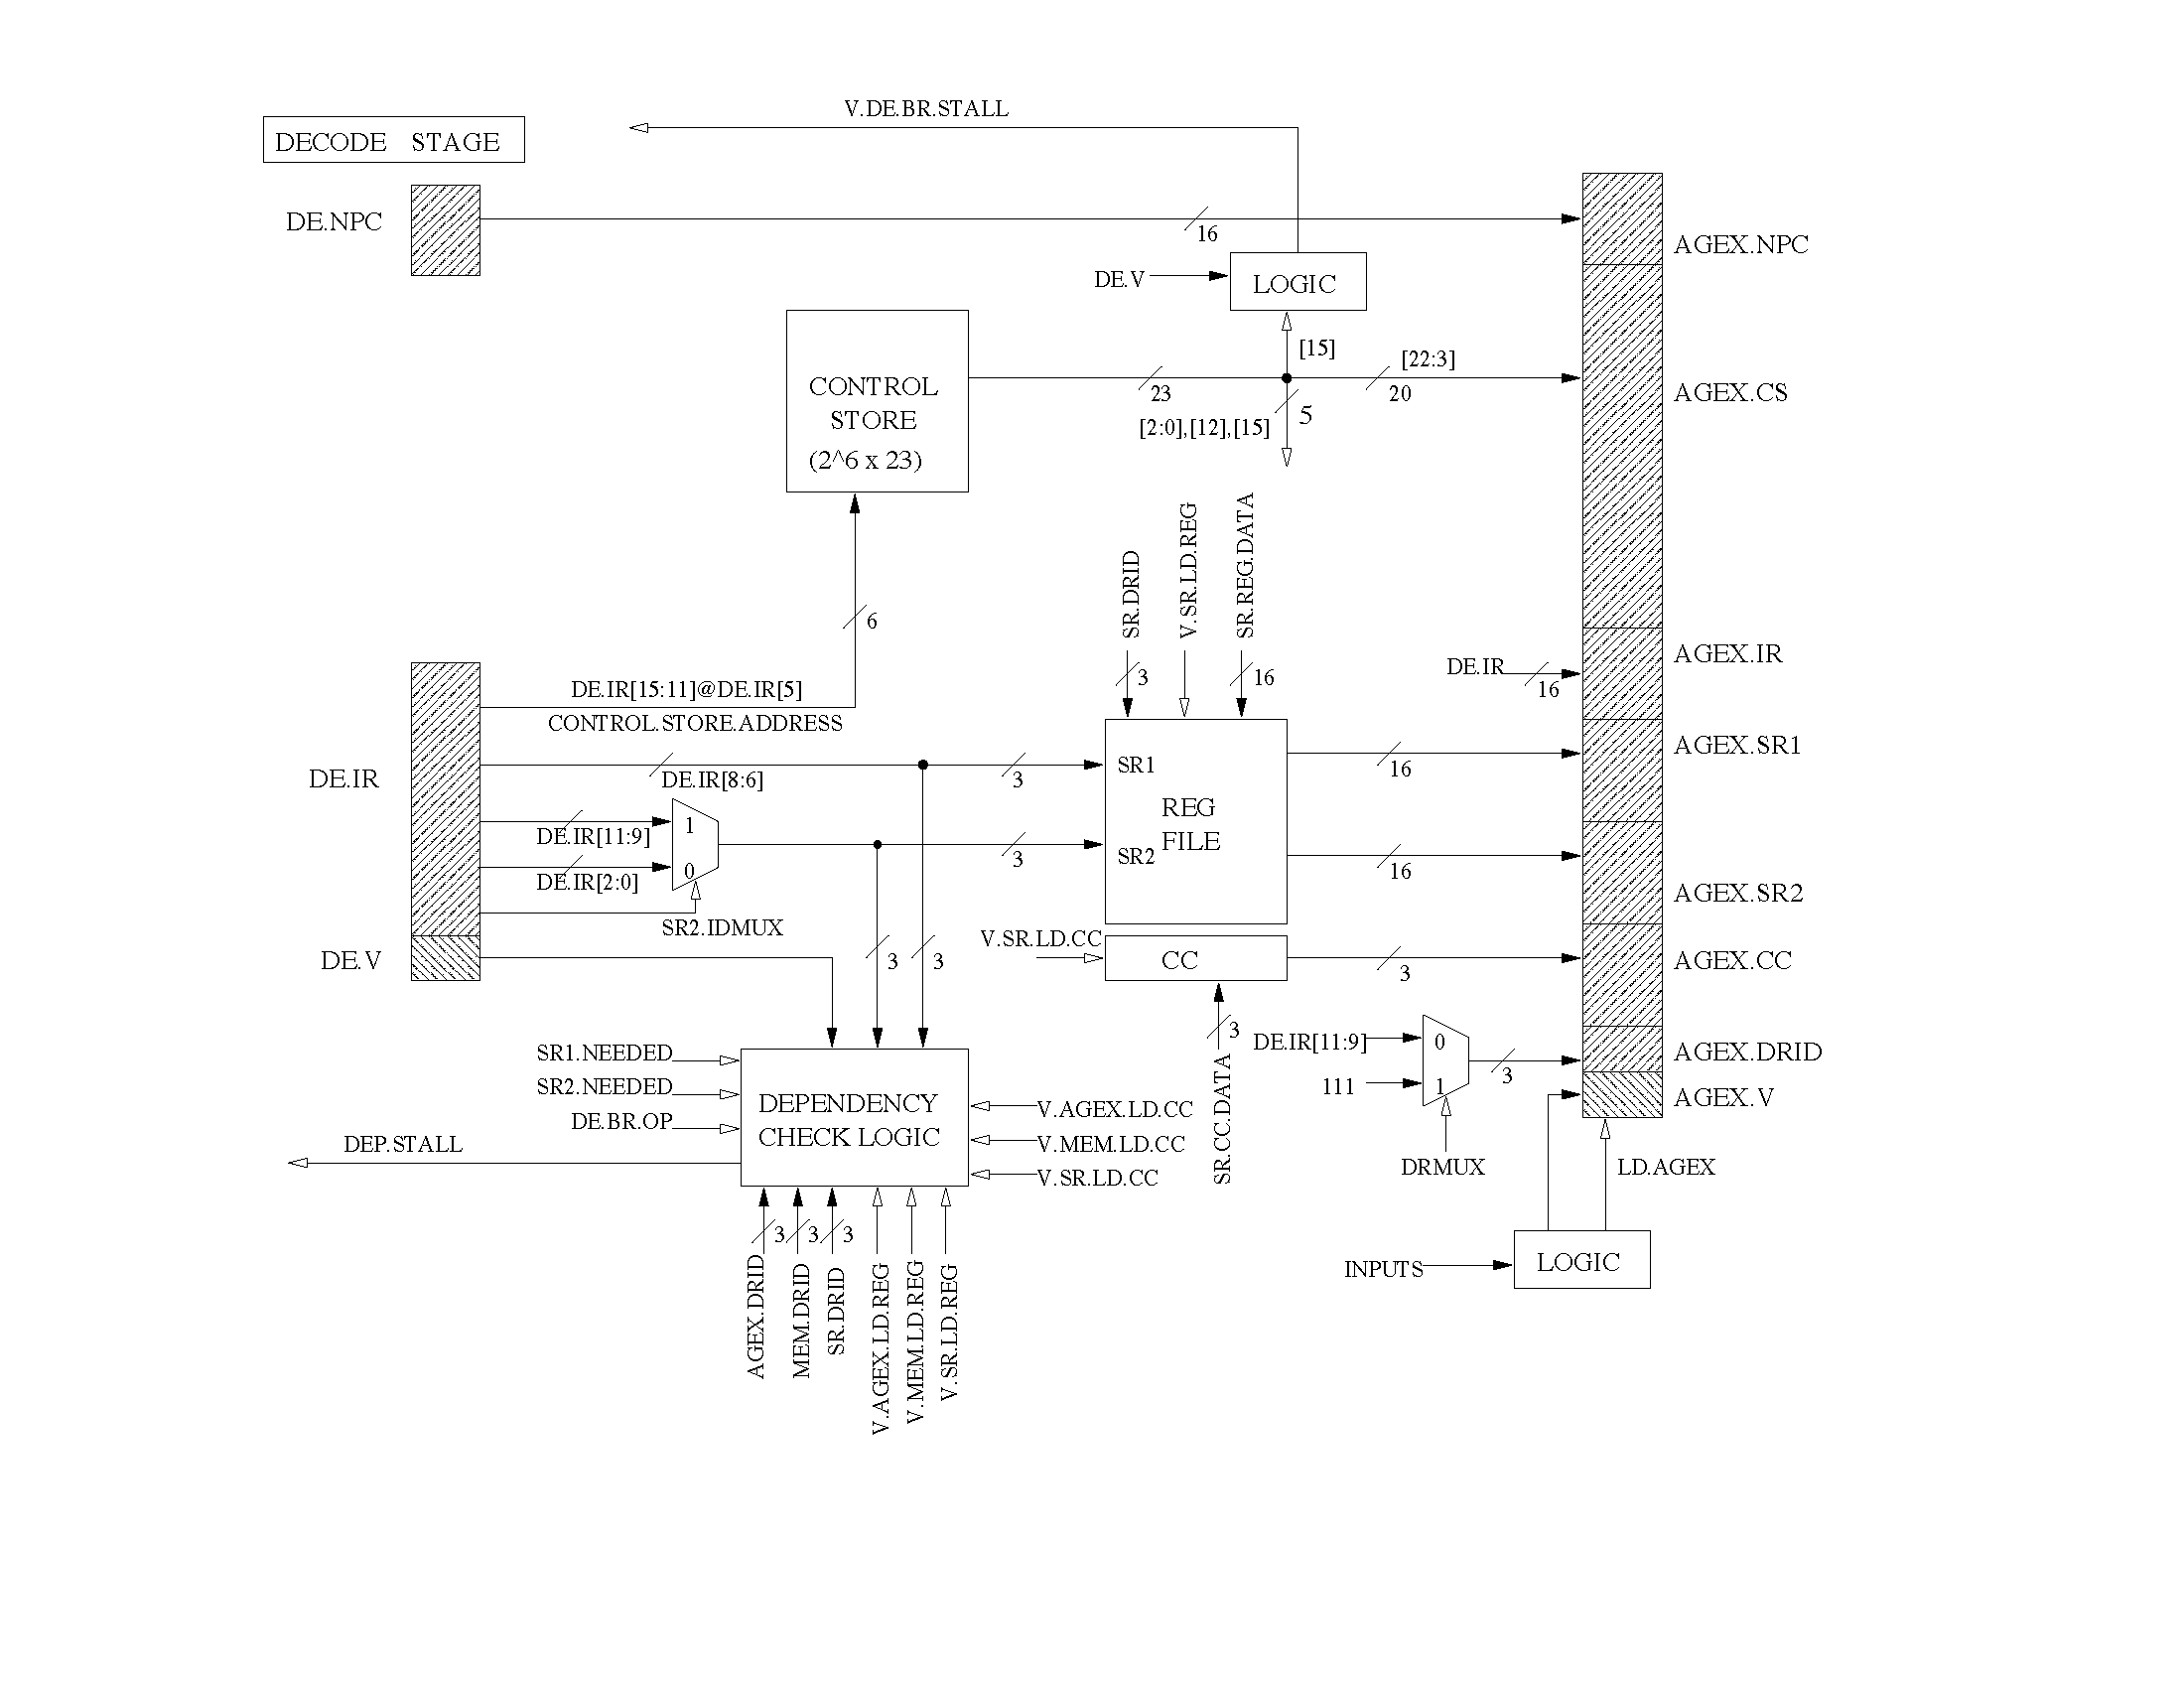 V.DE.BR.STALL
DECODE STAGE
DE.NPC
16
AGEX.NPC
DE.V
LOGIC
[15]
[22:3]
CONTROL
STORE
(2^6 x 23)
23
20
AGEX.CS
[2:0],[12],[15]
5
SR.DRID
V.SR.LD.REG
SR.REG.DATA
6
3
16
DE.IR
16
AGEX.IR
DE.IR[15:11]@DE.IR[5]
CONTROL.STORE.ADDRESS
DE.IR
DE.IR[8:6]
3
SR1
16
AGEX.SR1
DE.IR[11:9]
1
REG
FILE
DE.IR[2:0]
0
3
SR2
16
AGEX.SR2
SR2.IDMUX
DE.V
3
3
V.SR.LD.CC
CC
3
AGEX.CC
3
SR.CC.DATA
DE.IR[11:9]
0
111
1
3
AGEX.DRID
AGEX.V
DRMUX
LD.AGEX
SR1.NEEDED
SR2.NEEDED
DE.BR.OP
DEPENDENCY
CHECK LOGIC
V.AGEX.LD.CC
V.MEM.LD.CC
V.SR.LD.CC
DEP.STALL
3
3
3
AGEX.DRID
MEM.DRID
SR.DRID
V.AGEX.LD.REG
V.MEM.LD.REG
V.SR.LD.REG
INPUTS
LOGIC